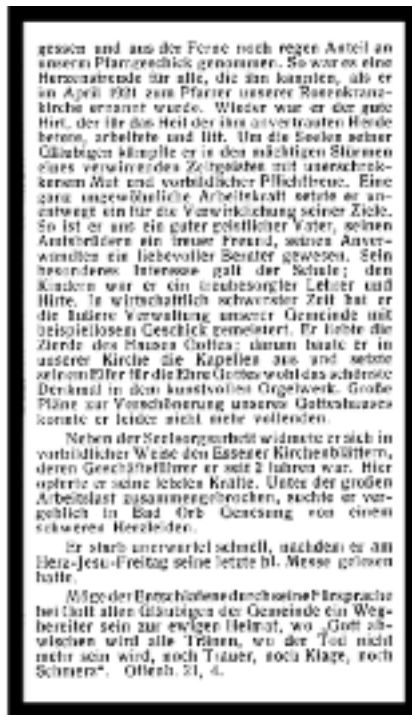 gessen und aus der Ferne noch regen Anteil an
unserm Pfarrgeschick genommen. So war es eine
Herzensfreude für alle, die ihn kannten, als er
im April 1921 zum Pfarrer unserer Rosenkranz-
kirche ernannt wurde. Wieder war er der gute
Hirt, der für das Heil der ihm anvertrauten Herde
betete, arbeitete und litt. Um die Seelen seiner
Gläubigen kämpfte er in den mächtigen Stürmen
eines verwirrenden Zeitgeistes mit unerschrok-
kenem Mut und vorbildlicher Pflichttreue. Eine
ganz ungewöhnliche Arbeitskraft setzte er un-
entwegt ein für die Verwirklichung seiner Ziele.
So ist er uns ein guter geistlicher Vater, seinen
Amtsbrüdern ein treuer Freund, seinen Anver-
wandten ein liebevoller Berater gewesen. Sein
besonderes Interesse galt der Schule; den
Kindern war er ein treubesorgter Lehrer und
Hirte. In wirtschaftlich schwerster Zeit hat er
die äußere Verwaltung unserer Gemeinde mit
beispiellosem Geschick gemeistert. Er liebte die
Zierde des Hauses Gottes; darum baute er in
unserer Kirche die Kapellen aus und setzte
seinem Eifer für die Ehre Gottes wohl das schönste
Denkmal in dem kunstvollen Orgelwerk. Große
Pläne zur Verschönerung unseres Gotteshauses
konnte er leider nicht mehr vollenden.
Neben der Seelsorgsarbeit widmete er sich in
vorbildlicher Weise den Essener Kirchenblättern,
deren Geschäftsführer er seit 2 Jahren war. Hier
opferte er seine letzten Kräfte. Unter der großen
Arbeitslast zusammengebrochen, suchte er ver-
geblich in Bad Orb Genesung von einem
schweren Herzleiden.
Er starb unerwartet schnell, nachdem er am
Herz-Jesu-Freitag seine letzte hl. Messe gelesen
hatte.
Möge der Entschlafene durch seine Fürsprache
bei Gott allen Gläubigen der Gemeinde ein Weg-
bereiter sein zur ewigen Heimat, wo „Gott ab-
wischen wird alle Tränen, wo der Tod nicht
mehr sein wird, noch Trauer, noch Klage, noch
Schmerz“. Offenb. 21, 4.